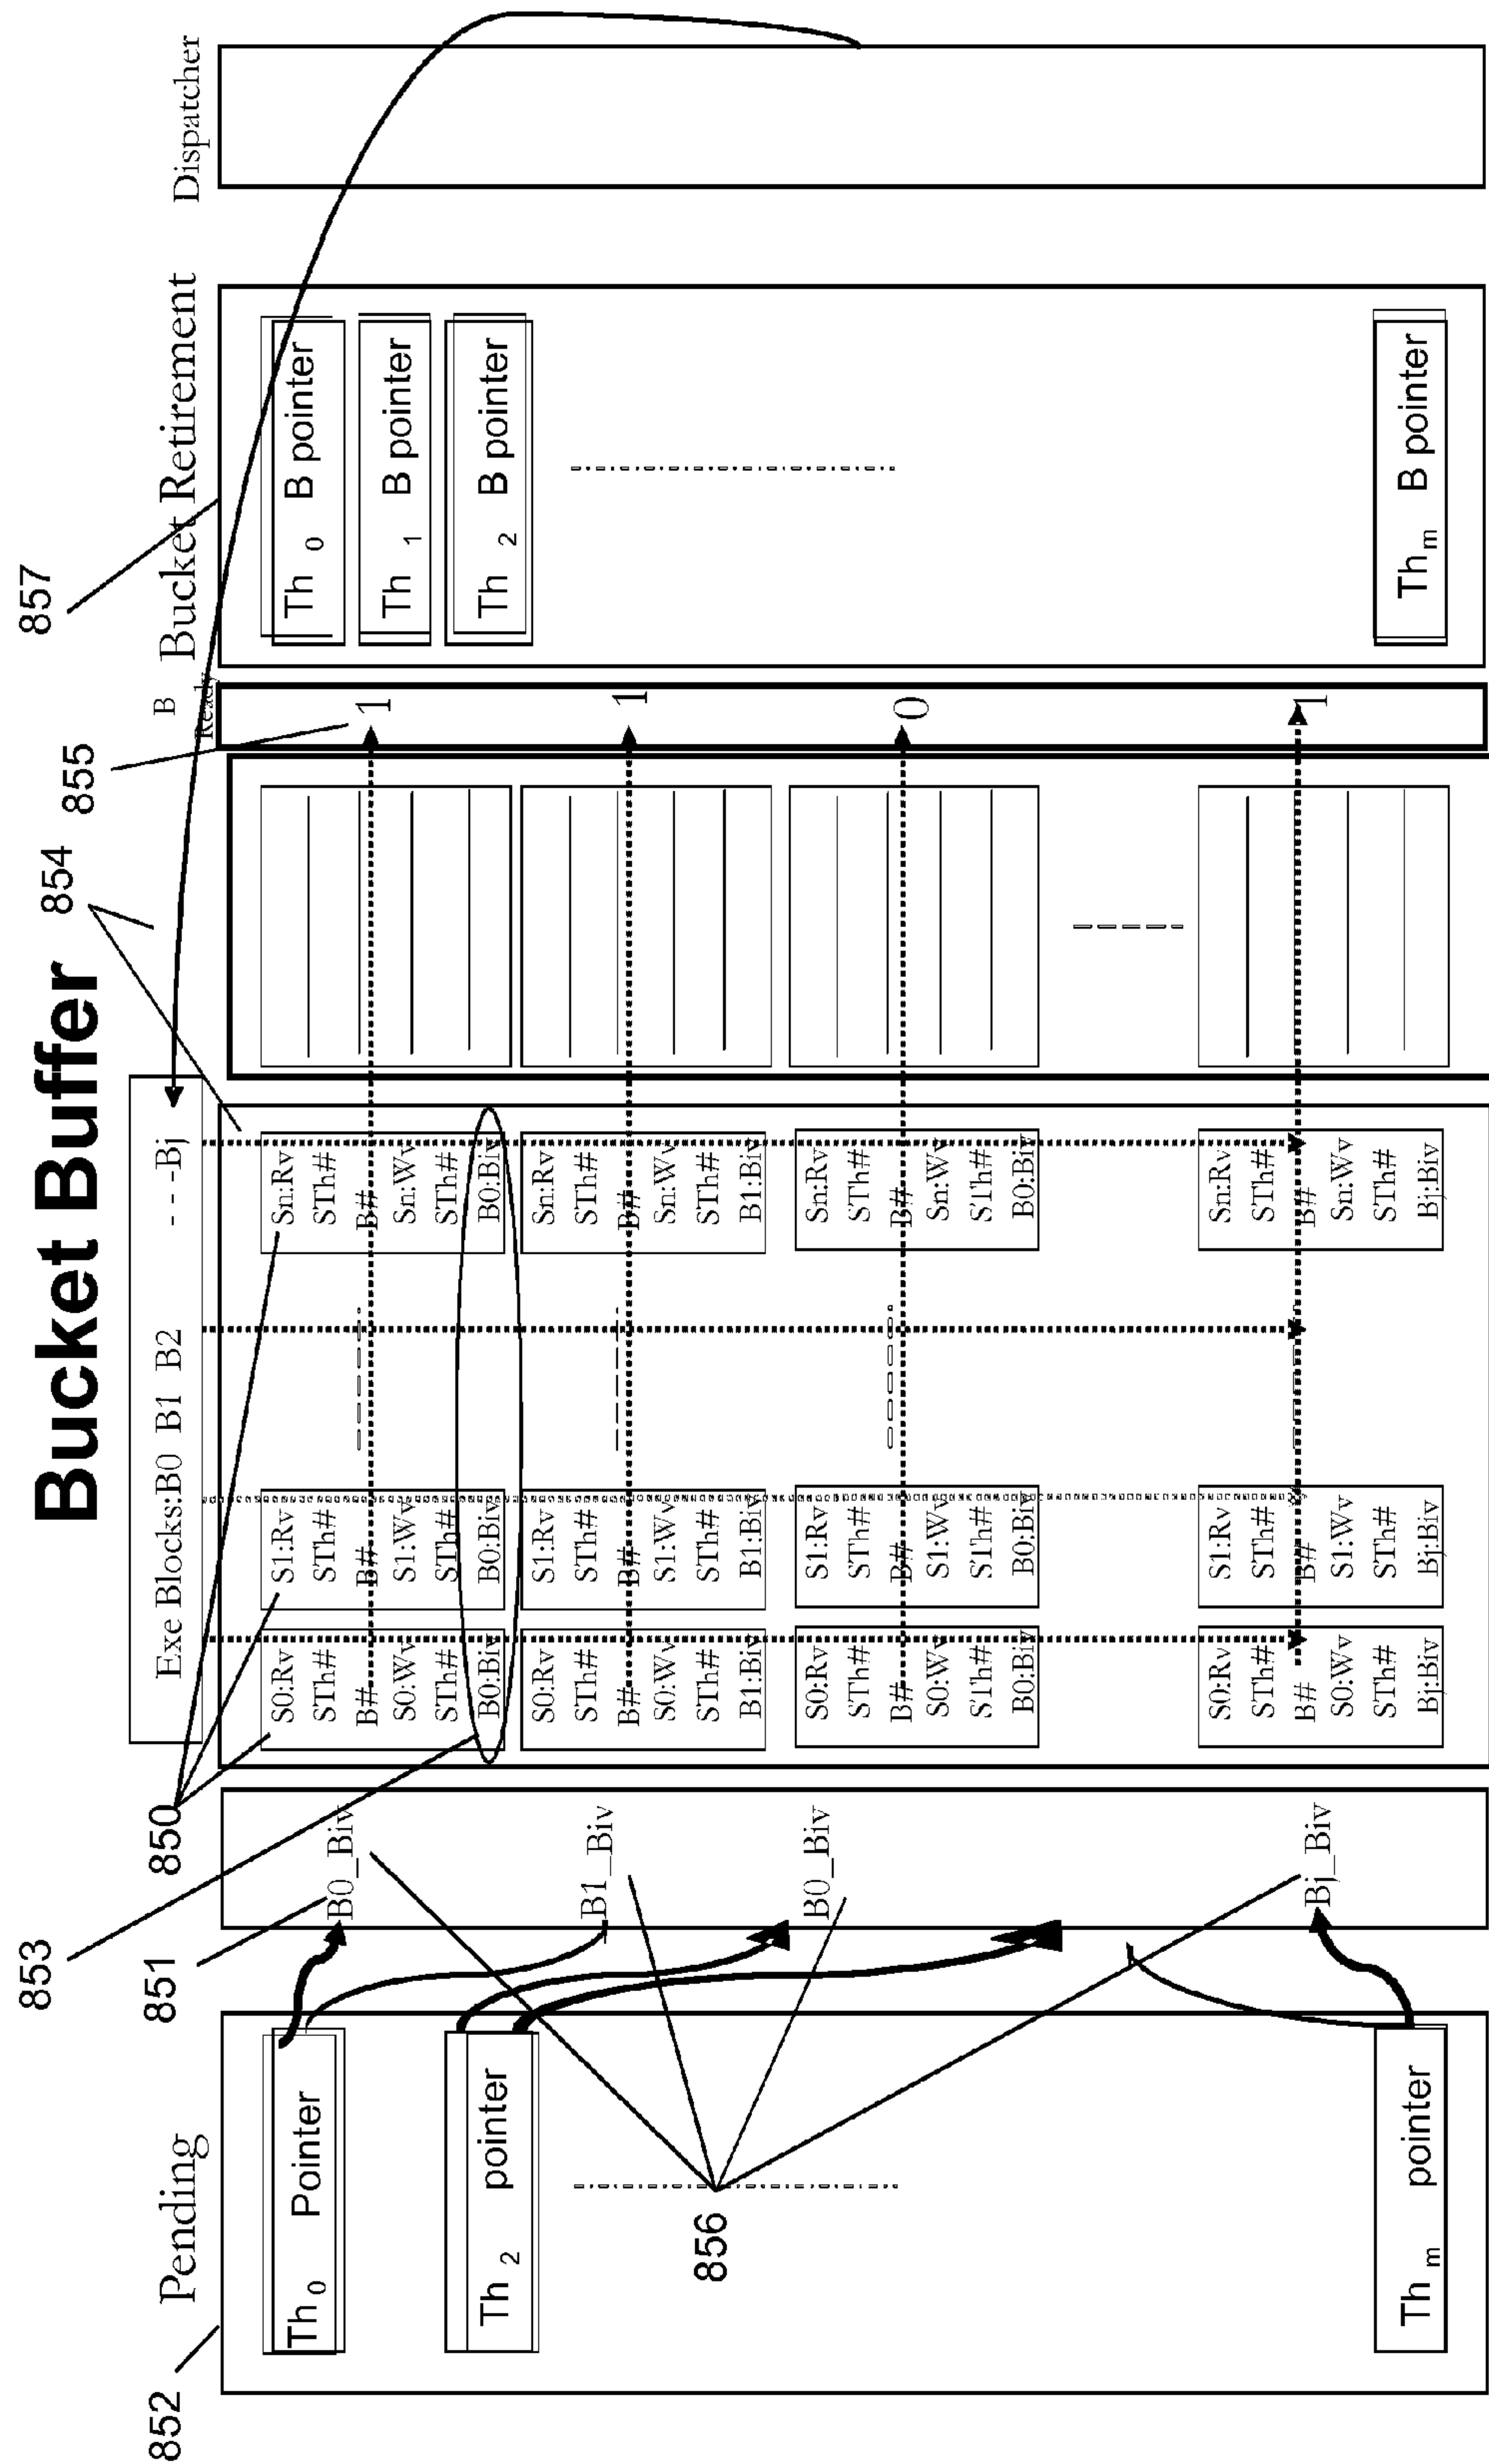 Bucket Buffer
852
851
853
850
854
855
857
856
Pending
Th 0 Pointer
Th 2 pointer
Th m pointer
B0_Biv
B1_Biv
B0_Biv
Bj_Biv
Exe Blocks:B0 B1 B2 - - -Bj
S0:Rv
STh#
B#
S0:Wv
STh#
B0:Biv
S1:Rv
STh#
B#
S1:Wv
STh#
B0:Biv
Sn:Rv
STh#
B#
Sn:Wv
STh#
B0:Biv
S0:Rv
STh#
B#
S0:Wv
STh#
B1:Biv
S1:Rv
STh#
B#
S1:Wv
STh#
B1:Biv
Sn:Rv
STh#
B#
Sn:Wv
STh#
B1:Biv
S0:Rv
STh#
B#
S0:Wv
STh#
B0:Biv
S1:Rv
STh#
B#
S1:Wv
STh#
B0:Biv
Sn:Rv
STh#
B#
Sn:Wv
STh#
B0:Biv
S0:Rv
STh#
B#
S0:Wv
STh#
Bj:Biv
S1:Rv
STh#
B#
S1:Wv
STh#
Bj:Biv
Sn:Rv
STh#
B#
Sn:Wv
STh#
Bj:Biv
B
Ready
1
1
0
1
Bucket Retirement
Th 0 B pointer
Th 1 B pointer
Th 2 B pointer
Th m B pointer
Dispatcher